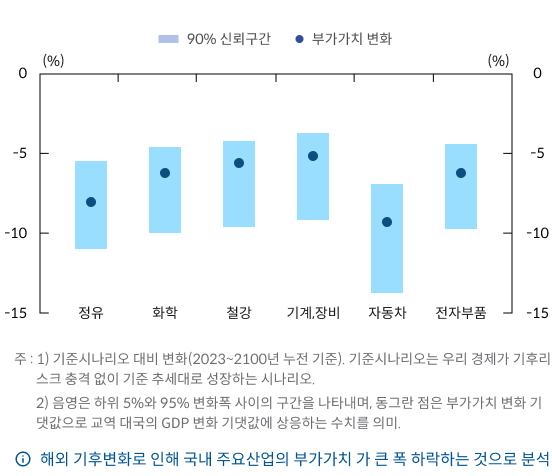 90% 신뢰구간 부가가치 변화
(%) (%)
0 0
-5 -5
-10 -10
-15 -15
정유 화학 철강 기계,장비 자동차 전자부품
주 : 1) 기준시나리오 대비 변화(2023~2100년 누전 기준). 기준시나리오는 우리 경제가 기후리
스크 충격 없이 기준 추세대로 성장하는 시나리오.
2) 음영은 하위 5%와 95% 변화폭 사이의 구간을 나타내며, 동그란 점은 부가가치 변화 기
댓값으로 교역 대국의 GDP 변화 기댓값에 상응하는 수치를 의미.
해외 기후변화로 인해 국내 주요산업의 부가가치 가 큰 폭 하락하는 것으로 분석